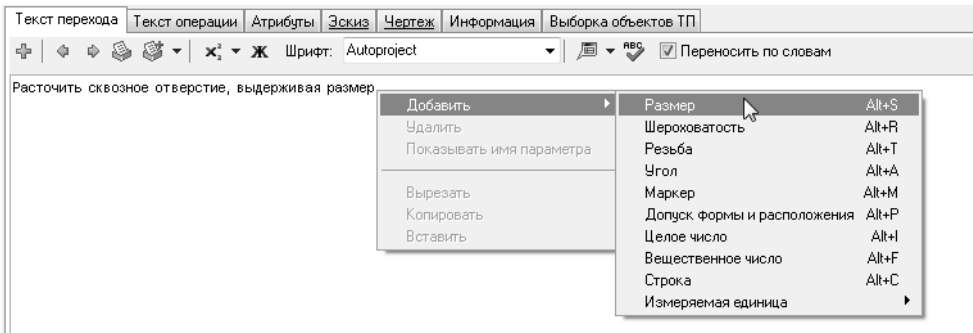 Текст перехода Текст операции Атрибуты Эскиз Чертеж Информация Выборка объектов ТП
x² Ж Шрифт: Autoproject ABC Переносить по словам
Расточить сквозное отверстие, выдерживая размер
Добавить
Удалить
Показывать имя параметра
Вырезать
Копировать
Вставить
Размер Alt+S
Шероховатость Alt+R
Резьба Alt+T
Угол Alt+A
Маркер Alt+M
Допуск формы и расположения Alt+P
Целое число Alt+I
Вещественное число Alt+F
Строка Alt+C
Измеряемая единица